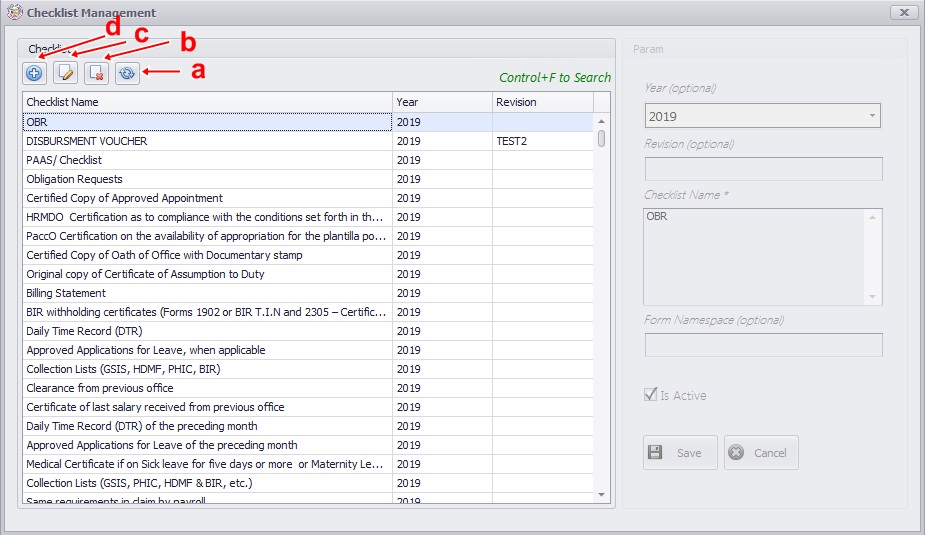 Checklist Management
d
c
b
a
Checklist
Control+F to Search
Checklist Name Year Revision
OBR 2019
DISBURSMENT VOUCHER 2019 TEST2
PAAS/ Checklist 2019
Obligation Requests 2019
Certified Copy of Approved Appointment 2019
HRMDO  Certification as to compliance with the conditions set forth in th... 2019
PaccO Certification on the availability of appropriation for the plantilla po... 2019
Certified Copy of Oath of Office with Documentary stamp 2019
Original copy of Certificate of Assumption to Duty 2019
Billing Statement 2019
BIR withholding certificates (Forms 1902 or BIR T.I.N and 2305 – Certific... 2019
Daily Time Record (DTR) 2019
Approved Applications for Leave, when applicable 2019
Collection Lists (GSIS, HDMF, PHIC, BIR) 2019
Clearance from previous office 2019
Certificate of last salary received from previous office 2019
Daily Time Record (DTR) of the preceding month 2019
Approved Applications for Leave of the preceding month 2019
Medical Certificate if on Sick leave for five days or more  or Maternity Le... 2019
Collection Lists (GSIS, PHIC, HDMF & BIR, etc.) 2019
Same requirements in claim by payroll 2019
Param
Year (optional)
2019
Revision (optional)
Checklist Name *
OBR
Form Namespace (optional)
Is Active
Save Cancel